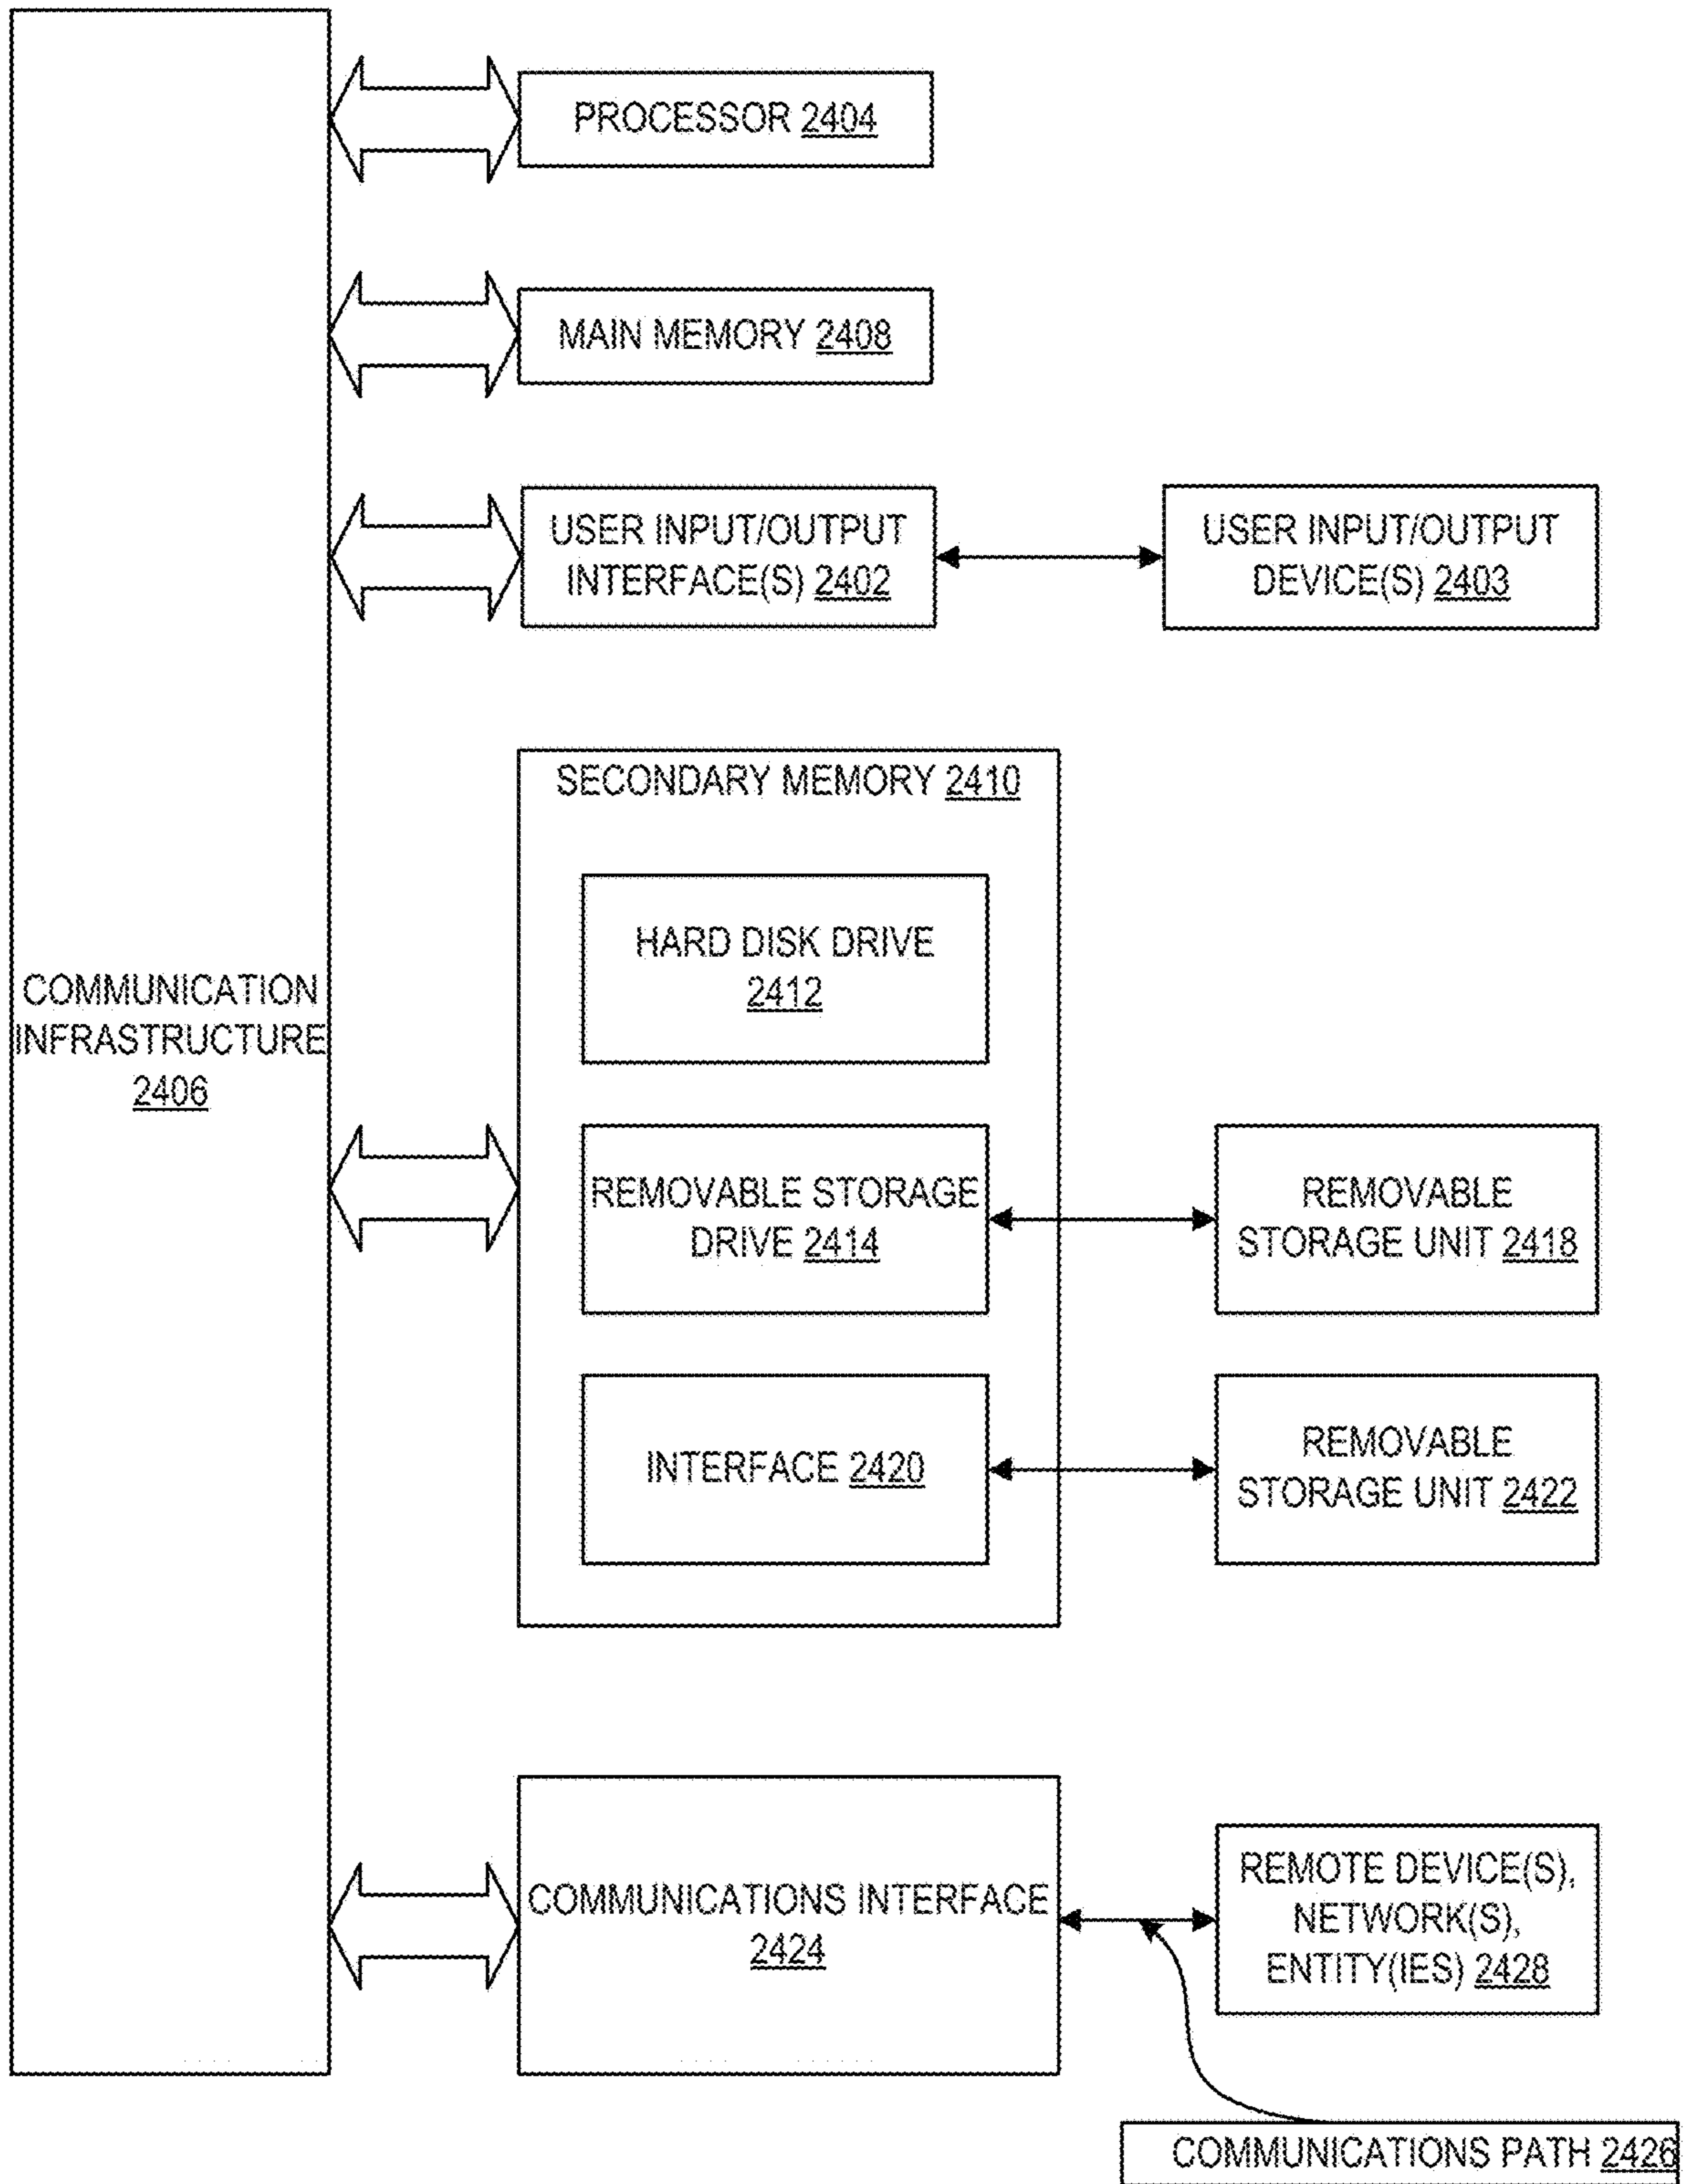 PROCESSOR 2404
MAIN MEMORY 2408
USER INPUT/OUTPUT
INTERFACE(S) 2402
USER INPUT/OUTPUT
DEVICE(S) 2403
SECONDARY MEMORY 2410
HARD DISK DRIVE
2412
COMMUNICATION
INFRASTRUCTURE
2406
REMOVABLE STORAGE
DRIVE 2414
REMOVABLE
STORAGE UNIT 2418
INTERFACE 2420
REMOVABLE
STORAGE UNIT 2422
COMMUNICATIONS INTERFACE
2424
REMOTE DEVICE(S),
NETWORK(S),
ENTITY(IES) 2428
COMMUNICATIONS PATH 2426